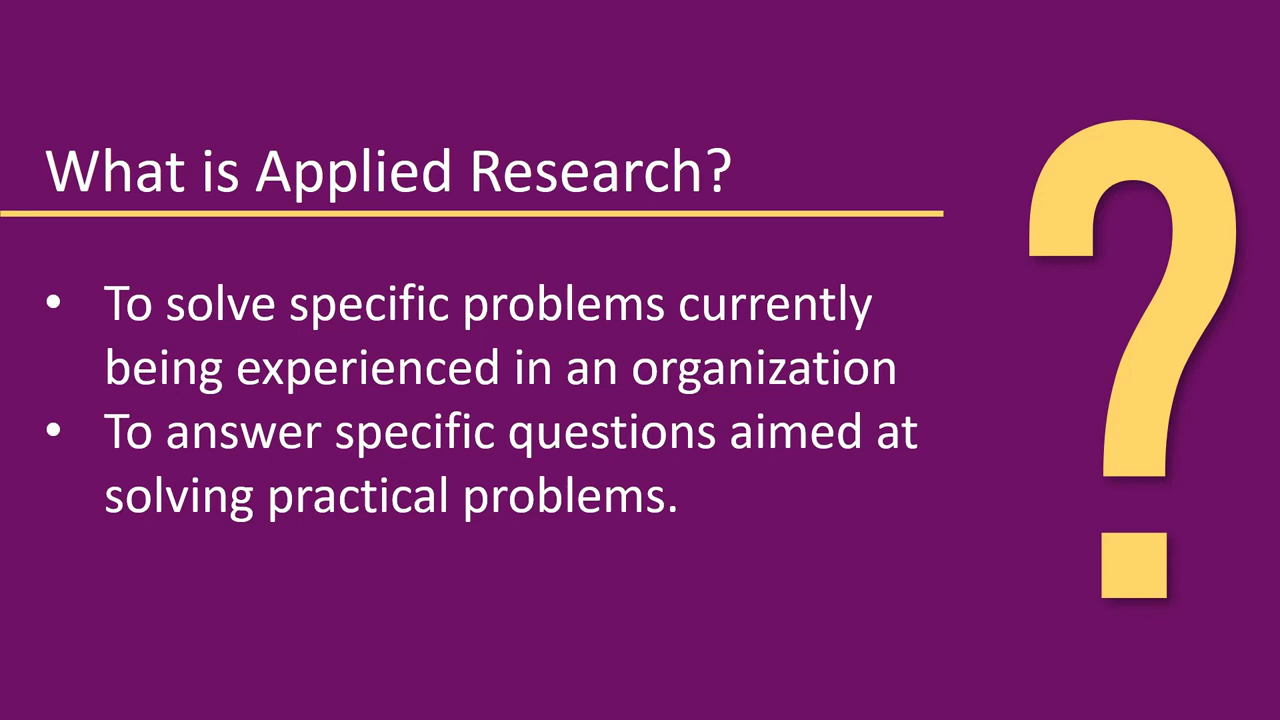 What is Applied Research?
• To solve specific problems currently
being experienced in an organization
• To answer specific questions aimed at
solving practical problems.
?